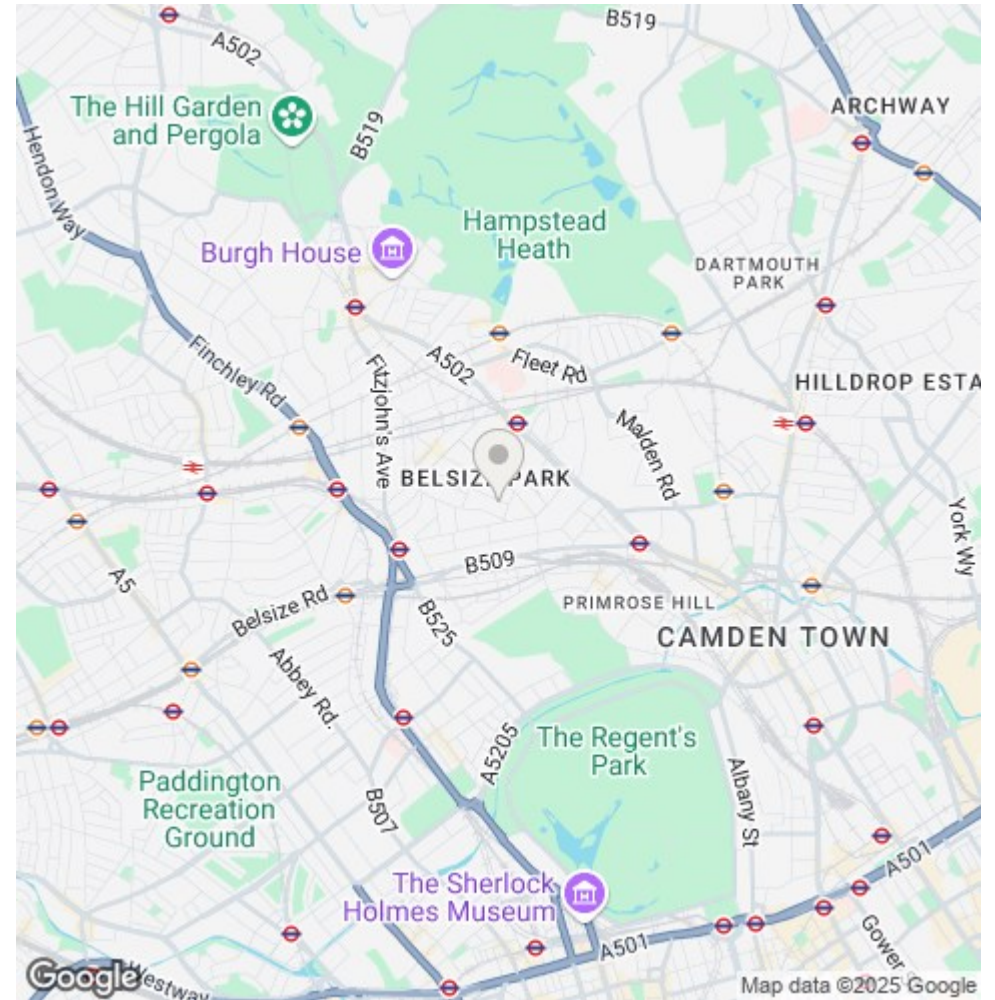 B519
A502
The Hill Garden
and Pergola
B519
ARCHWAY
Hendon Way
Hampstead
Heath
Burgh House
DARTMOUTH
PARK
Finchley Rd
A502
Fleet Rd
Fitzjohn's Ave
HILLDROP ESTA
Malden Rd
BELSIZE PARK
York Wy
B509
A5
Belsize Rd
B525
PRIMROSE HILL
CAMDEN TOWN
Abbey Rd.
A5205
The Regent's
Park
Albany St
Paddington
Recreation
Ground
B507
A501
The Sherlock
Holmes Museum
A501
Gower
Westway
Google
Map data ©2025 Google